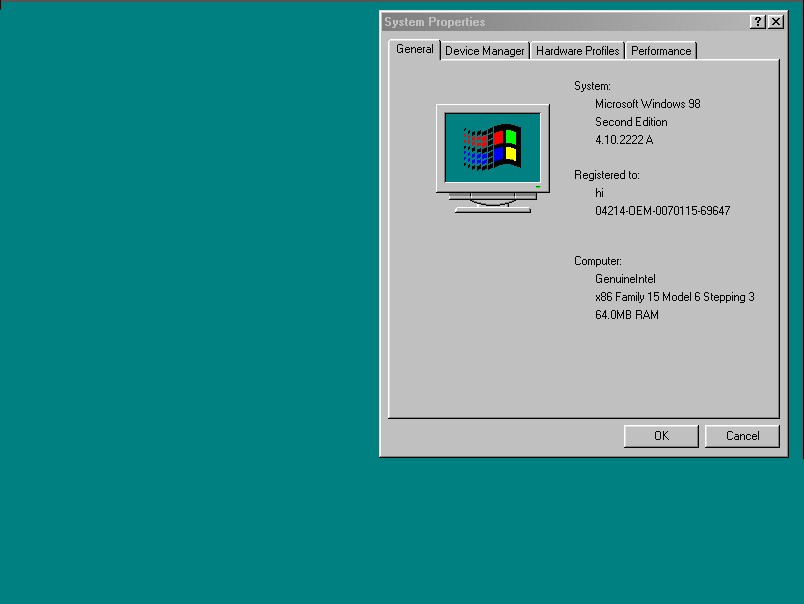 System Properties
General Device Manager Hardware Profiles Performance
System:
Microsoft Windows 98
Second Edition
4.10.2222 A
Registered to:
hi
04214-OEM-0070115-69647
Computer:
GenuineIntel
x86 Family 15 Model 6 Stepping 3
64.0MB RAM
OK Cancel